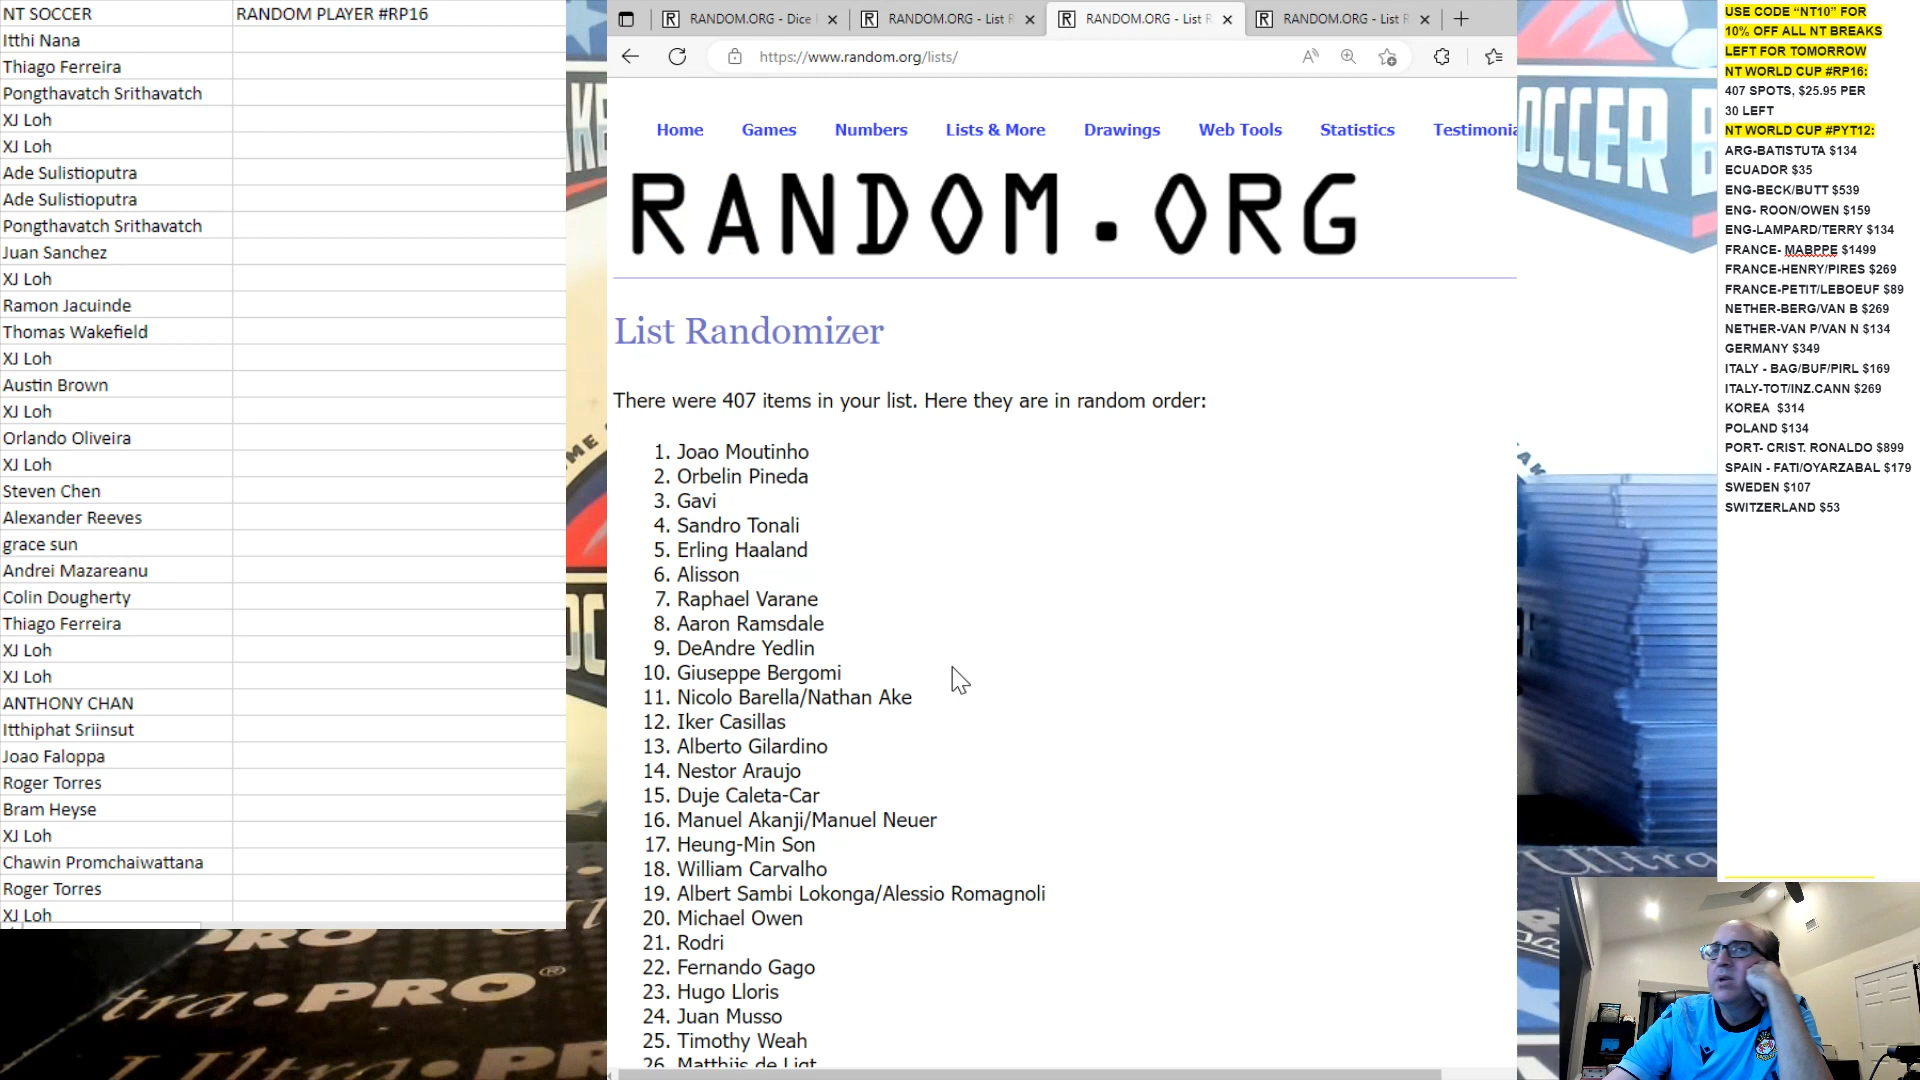 NT SOCCER
RANDOM PLAYER #RP16
Itthi Nana
Thiago Ferreira
Pongthavatch Srithavatch
XJ Loh
XJ Loh
Ade Sulistioputra
Ade Sulistioputra
Pongthavatch Srithavatch
Juan Sanchez
XJ Loh
Ramon Jacuinde
Thomas Wakefield
XJ Loh
Austin Brown
XJ Loh
Orlando Oliveira
XJ Loh
Steven Chen
Alexander Reeves
grace sun
Andrei Mazareanu
Colin Dougherty
Thiago Ferreira
XJ Loh
XJ Loh
ANTHONY CHAN
Itthiphat Sriinsut
Joao Faloppa
Roger Torres
Bram Heyse
XJ Loh
Chawin Promchaiwattana
Roger Torres
XJ Loh
RANDOM.ORG - Dice
RANDOM.ORG - List R
RANDOM.ORG - List R
RANDOM.ORG - List R
https://www.random.org/lists/
Home Games Numbers Lists & More Drawings Web Tools Statistics Testimonia
RANDOM.ORG
List Randomizer
There were 407 items in your list. Here they are in random order:
1. Joao Moutinho
2. Orbelin Pineda
3. Gavi
4. Sandro Tonali
5. Erling Haaland
6. Alisson
7. Raphael Varane
8. Aaron Ramsdale
9. DeAndre Yedlin
10. Giuseppe Bergomi
11. Nicolo Barella/Nathan Ake
12. Iker Casillas
13. Alberto Gilardino
14. Nestor Araujo
15. Duje Caleta-Car
16. Manuel Akanji/Manuel Neuer
17. Heung-Min Son
18. William Carvalho
19. Albert Sambi Lokonga/Alessio Romagnoli
20. Michael Owen
21. Rodri
22. Fernando Gago
23. Hugo Lloris
24. Juan Musso
25. Timothy Weah
26. Matthijs de Ligt
USE CODE “NT10” FOR
10% OFF ALL NT BREAKS
LEFT FOR TOMORROW
NT WORLD CUP #RP16:
407 SPOTS, $25.95 PER
30 LEFT
NT WORLD CUP #PYT12:
ARG-BATISTUTA $134
ECUADOR $35
ENG-BECK/BUTT $539
ENG- ROON/OWEN $159
ENG-LAMPARD/TERRY $134
FRANCE- MABPPE $1499
FRANCE-HENRY/PIRES $269
FRANCE-PETIT/LEBOEUF $89
NETHER-BERG/VAN B $269
NETHER-VAN P/VAN N $134
GERMANY $349
ITALY - BAG/BUF/PIRL $169
ITALY-TOT/INZ.CANN $269
KOREA $314
POLAND $134
PORT- CRIST. RONALDO $899
SPAIN - FATI/OYARZABAL $179
SWEDEN $107
SWITZERLAND $53
OCCER B
PRO
PRO
tra•PRO®
Ultra•PRO
Ultra